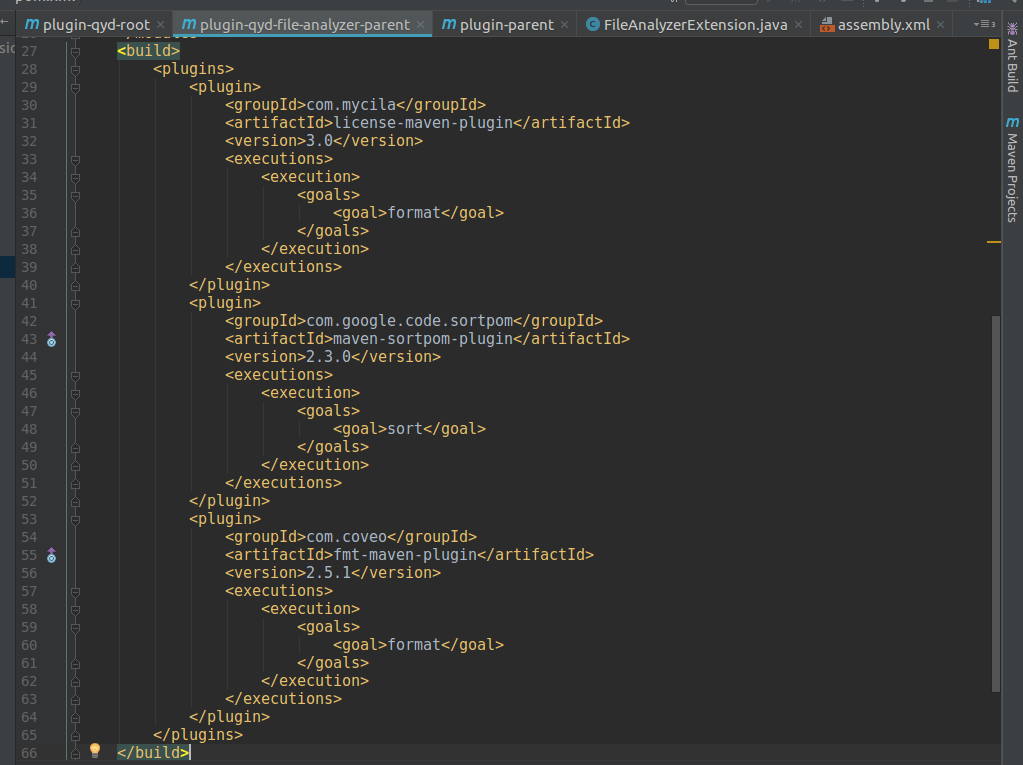 plugin-qyd-root
plugin-qyd-file-analyzer-parent
plugin-parent
FileAnalyzerExtension.java
assembly.xml
27 <build>
28 <plugins>
29 <plugin>
30 <groupId>com.mycila</groupId>
31 <artifactId>license-maven-plugin</artifactId>
32 <version>3.0</version>
33 <executions>
34 <execution>
35 <goals>
36 <goal>format</goal>
37 </goals>
38 </execution>
39 </executions>
40 </plugin>
41 <plugin>
42 <groupId>com.google.code.sortpom</groupId>
43 <artifactId>maven-sortpom-plugin</artifactId>
44 <version>2.3.0</version>
45 <executions>
46 <execution>
47 <goals>
48 <goal>sort</goal>
49 </goals>
50 </execution>
51 </executions>
52 </plugin>
53 <plugin>
54 <groupId>com.coveo</groupId>
55 <artifactId>fmt-maven-plugin</artifactId>
56 <version>2.5.1</version>
57 <executions>
58 <execution>
59 <goals>
60 <goal>format</goal>
61 </goals>
62 </execution>
63 </executions>
64 </plugin>
65 </plugins>
66 </build>
Ant Build
Maven Projects